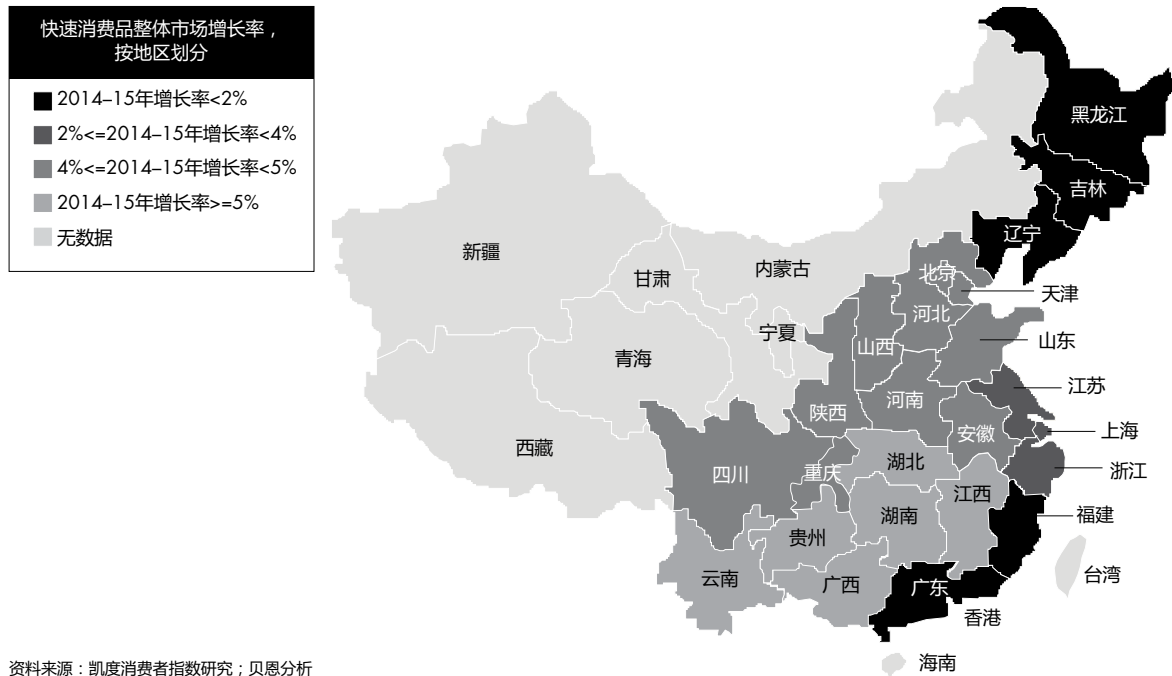 快速消费品整体市场增长率，
按地区划分
2014–15年增长率<2%
2%<=2014–15年增长率<4%
4%<=2014–15年增长率<5%
2014–15年增长率>=5%
无数据
黑龙江
吉林
辽宁
新疆
甘肃
内蒙古
北京
天津
河北
宁夏
山西
山东
青海
陕西
河南
江苏
安徽
上海
西藏
四川
重庆
湖北
浙江
江西
湖南
福建
贵州
云南
广西
广东
台湾
香港
海南
资料来源：凯度消费者指数研究；贝恩分析